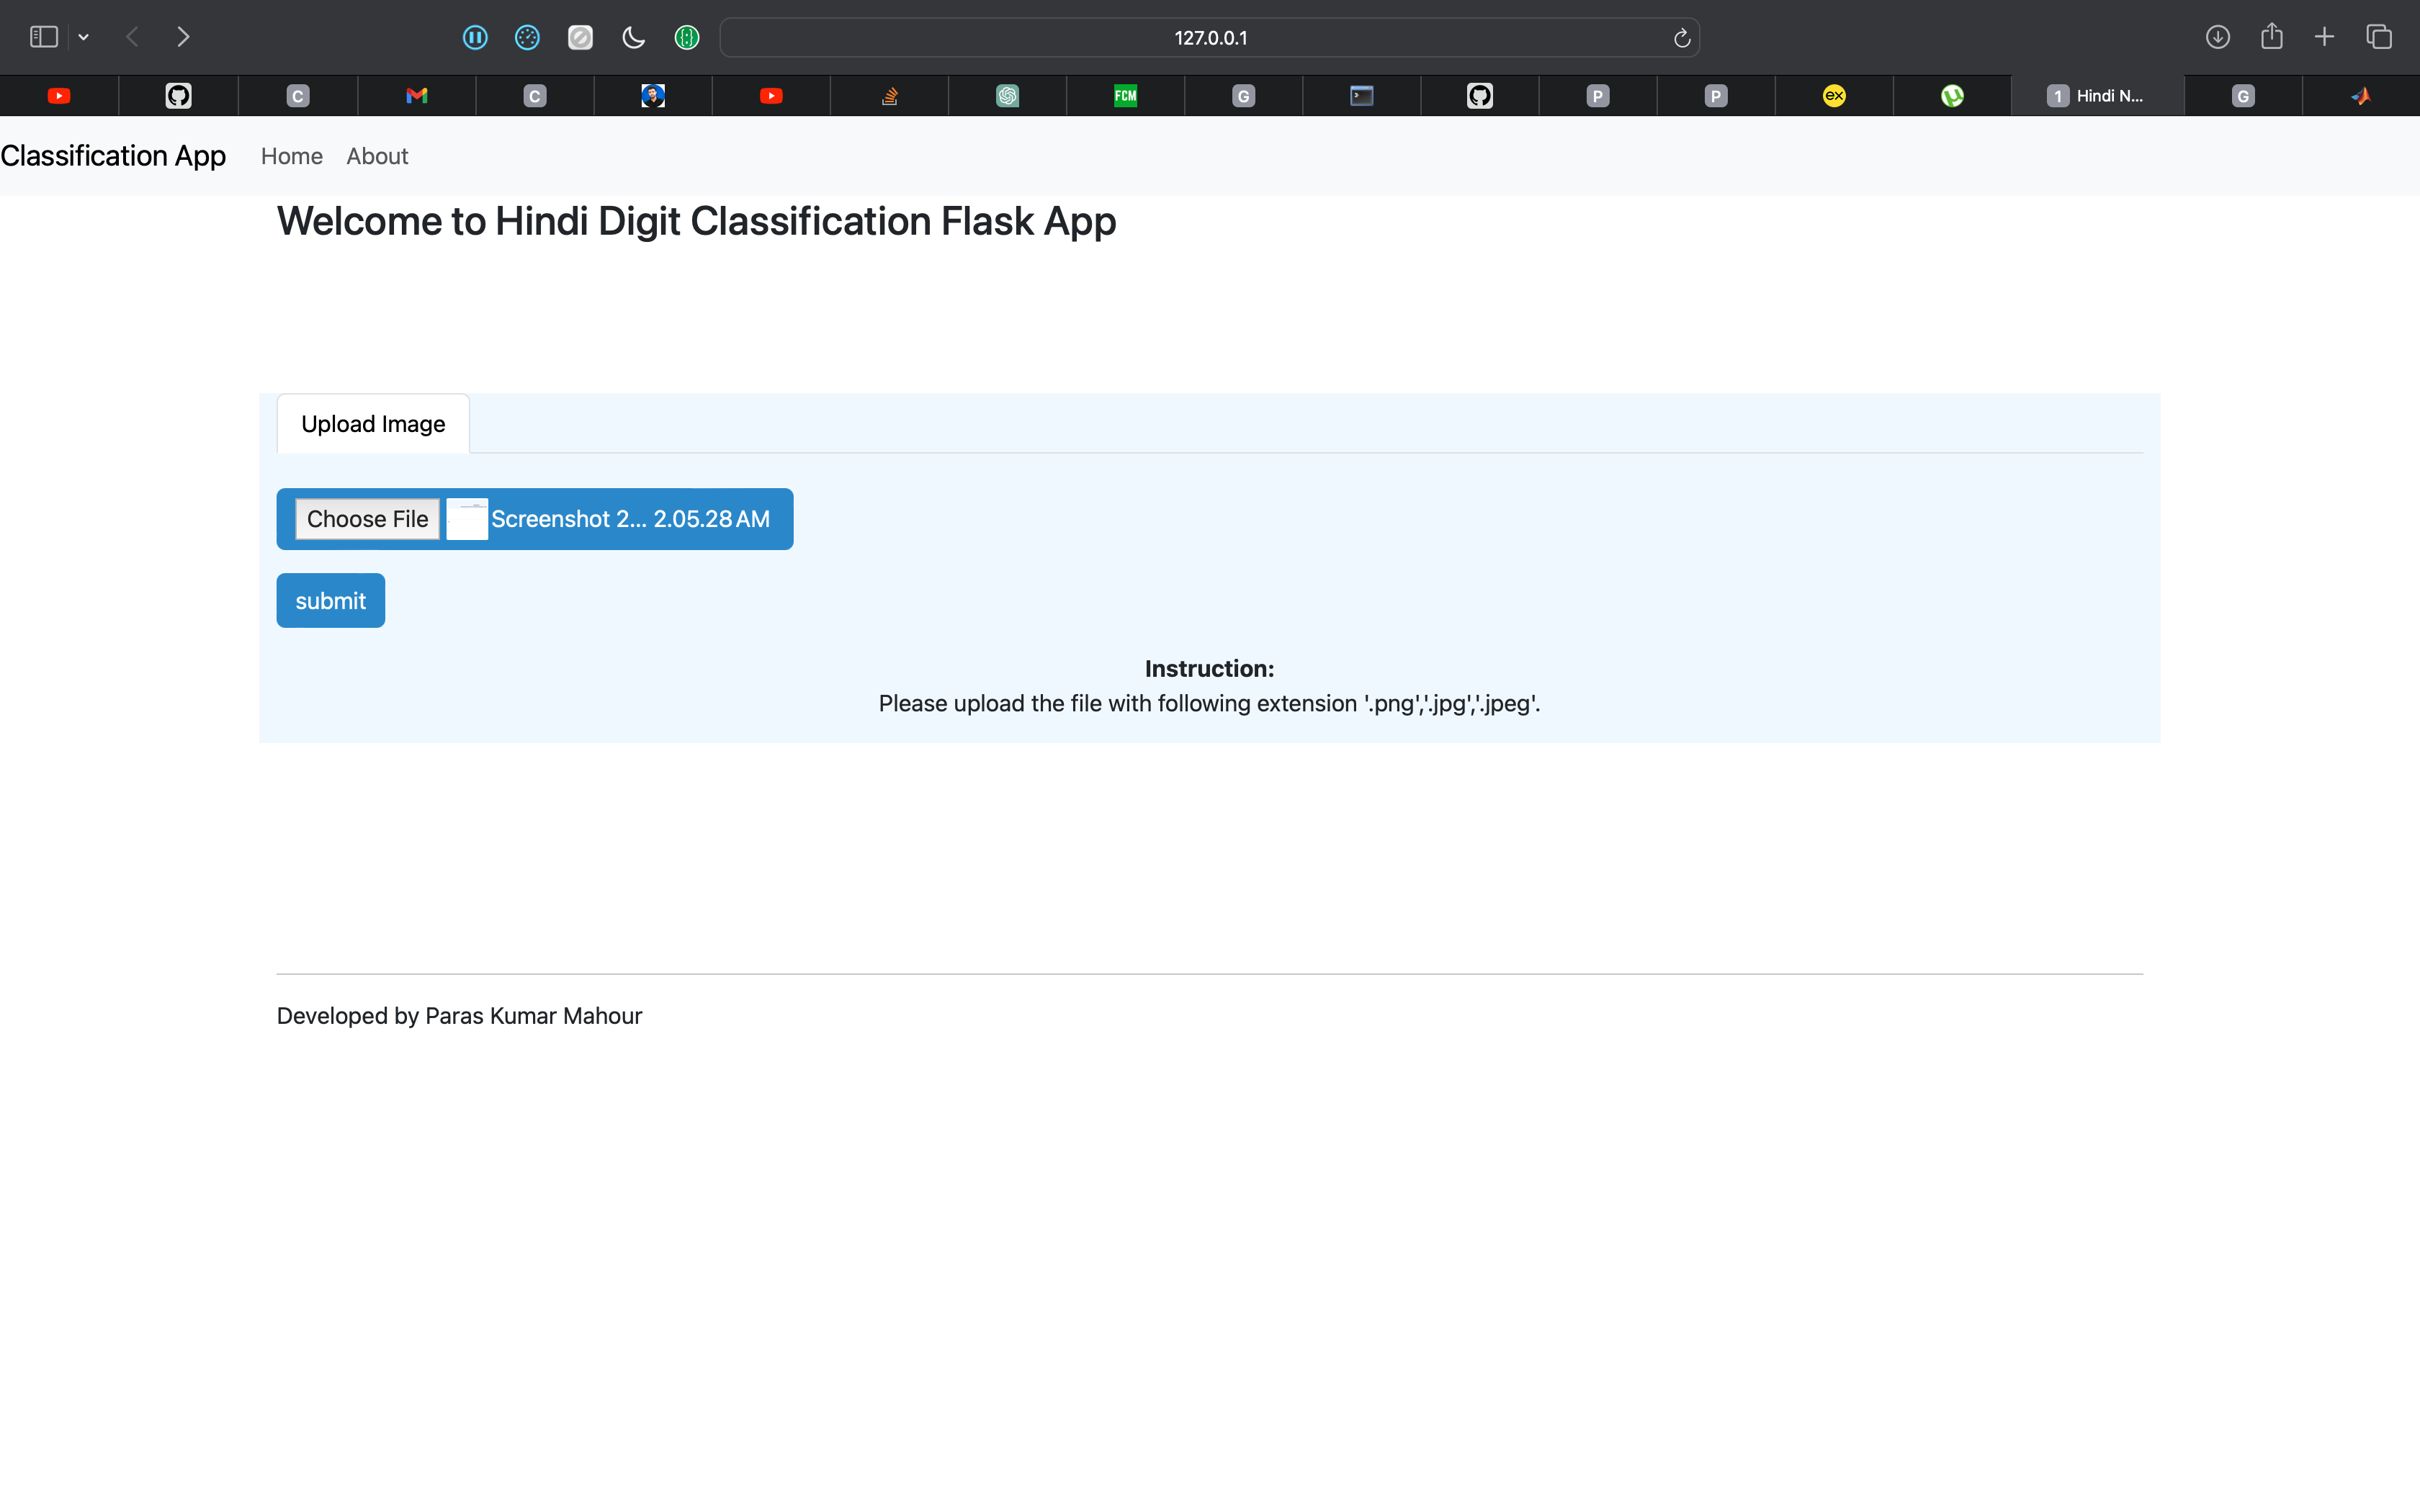 127.0.0.1
C
C
FCM
G
P
P
ex
1 Hindi N...
G
Classification App Home About
Welcome to Hindi Digit Classification Flask App
Upload Image
Choose File Screenshot 2... 2.05.28 AM
submit
Instruction:
Please upload the file with following extension '.png','.jpg','.jpeg'.
Developed by Paras Kumar Mahour